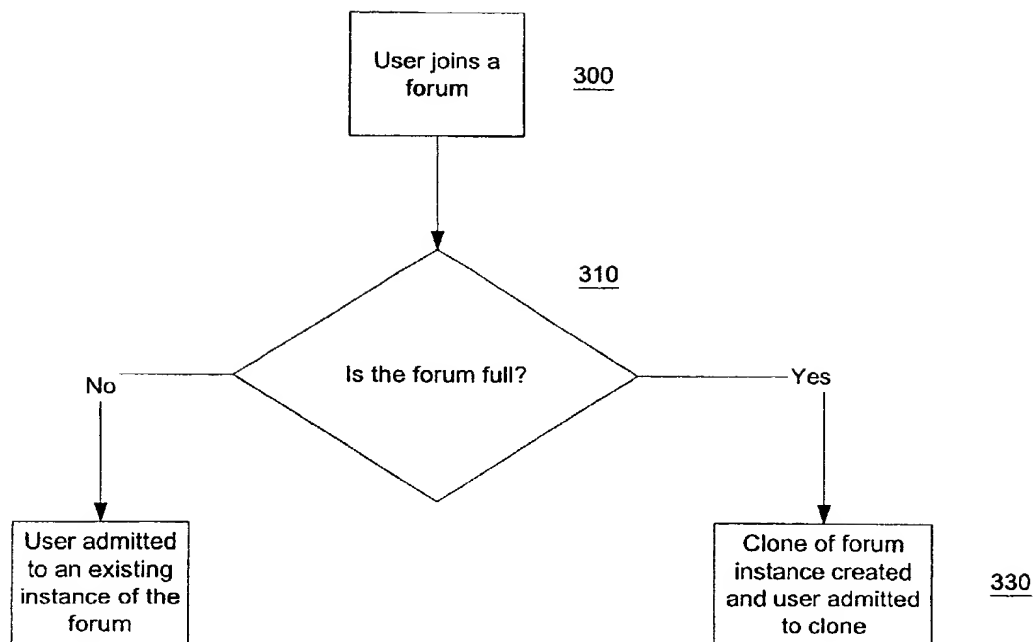 User joins a
forum
300
310
Is the forum full?
No
Yes
User admitted
to an existing
instance of the
forum
Clone of forum
instance created
and user admitted
to clone
330